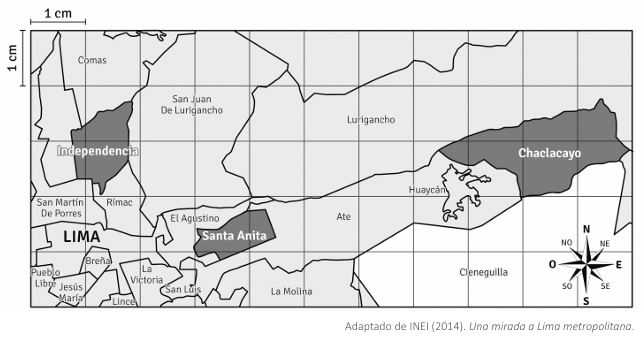 1 cm
1 cm
Comas
San Juan
De Lurigancho
Lurigancho
Independencia
Chaclacayo
Huaycán
San Martín
De Porres
Rímac
El Agustino
Ate
LIMA
Santa Anita
Breña
Pueblo
Libre
Jesús
María
La
Victoria
Lince
San Luis
La Molina
Cieneguilla
N
NO
NE
O
E
SO
SE
S
Adaptado de INEI (2014). Una mirada a Lima metropolitana.